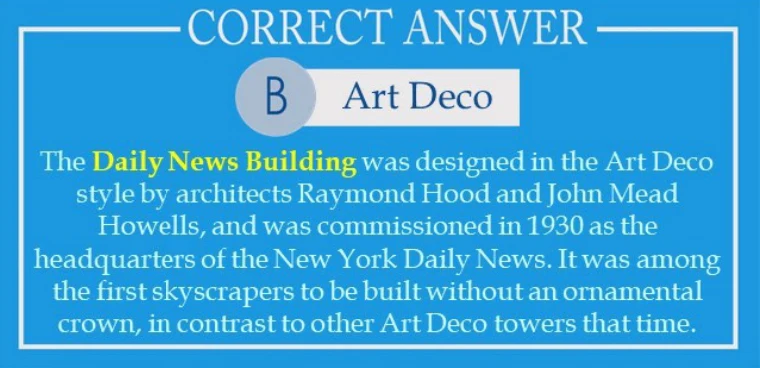 CORRECT ANSWER
B Art Deco
The Daily News Building was designed in the Art Deco
style by architects Raymond Hood and John Mead
Howells, and was commissioned in 1930 as the
headquarters of the New York Daily News. It was among
the first skyscrapers to be built without an ornamental
crown, in contrast to other Art Deco towers that time.